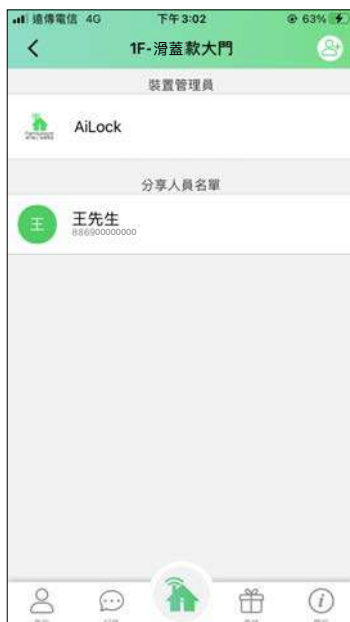 遠傳電信 4G 下午3:02 63%
1F-滑蓋款大門
裝置管理員
AiLock
分享人員名單
王 王先生
886900000000